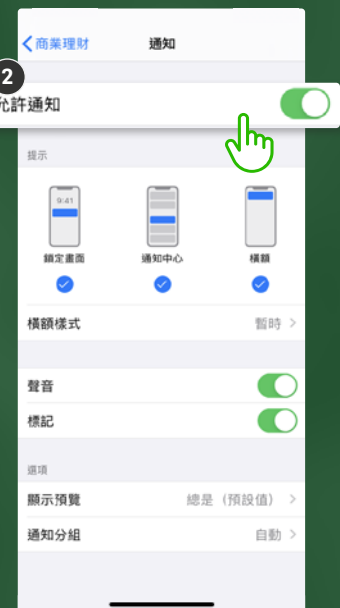 商業理財
通知
2
允許通知
提示
9:41
鎖定畫面
通知中心
橫額
橫額樣式
暫時
聲音
標記
選項
顯示預覽
總是（預設值）
通知分組
自動